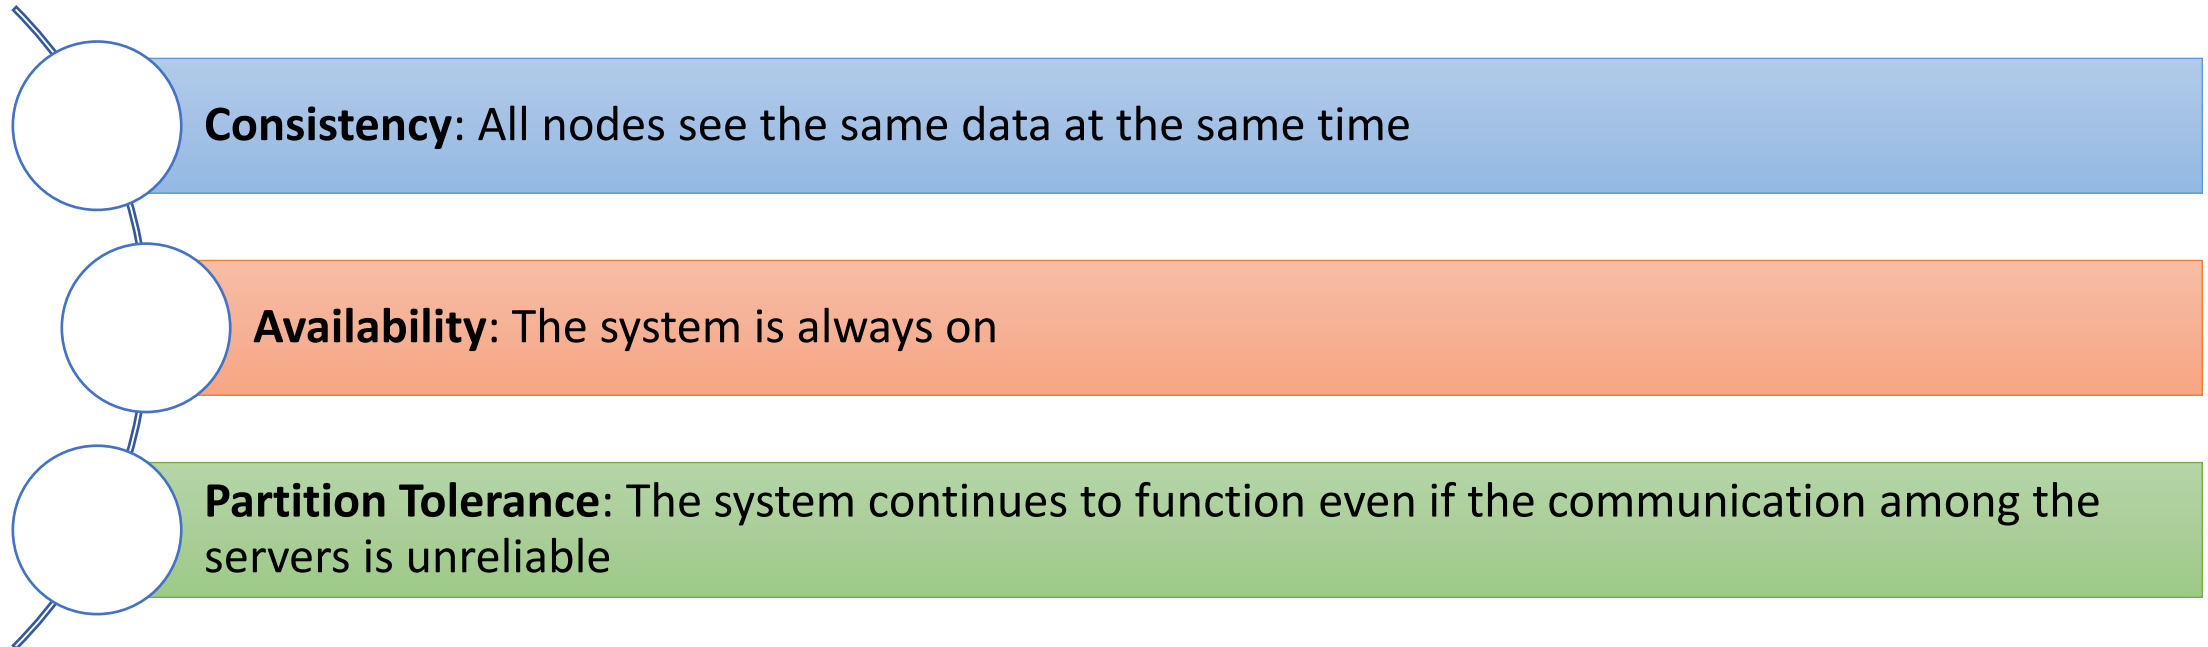 Consistency: All nodes see the same data at the same time
Availability: The system is always on
Partition Tolerance: The system continues to function even if the communication among the
servers is unreliable